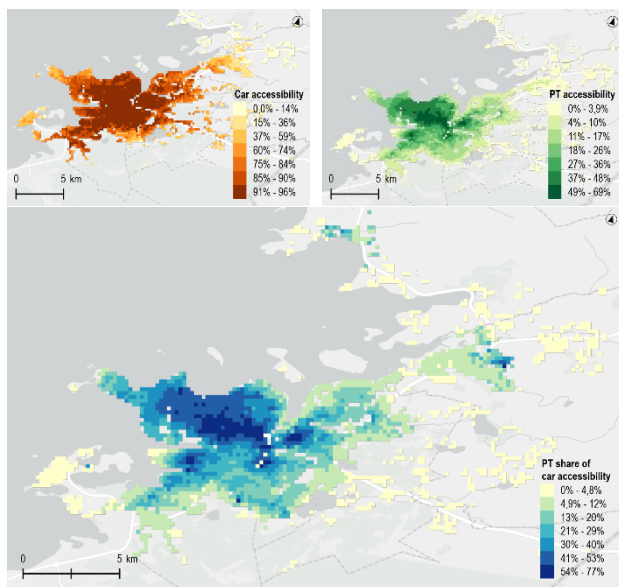 Car accessibility
0,0% - 14%
15% - 36%
37% - 59%
60% - 74%
75% - 84%
85% - 90%
91% - 96%
0 5 km
PT accessibility
0% - 3,9%
4% - 10%
11% - 17%
18% - 26%
27% - 36%
37% - 48%
49% - 69%
0 5 km
PT share of
car accessibility
0% - 4,8%
4,9% - 12%
13% - 20%
21% - 29%
30% - 40%
41% - 53%
54% - 77%
0 5 km